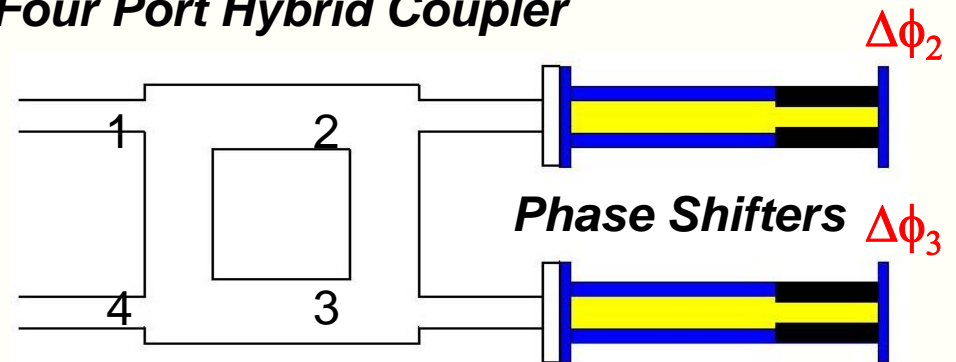 Four Port Hybrid Coupler
Δϕ₂
1
2
Phase Shifters
Δϕ₃
4
3